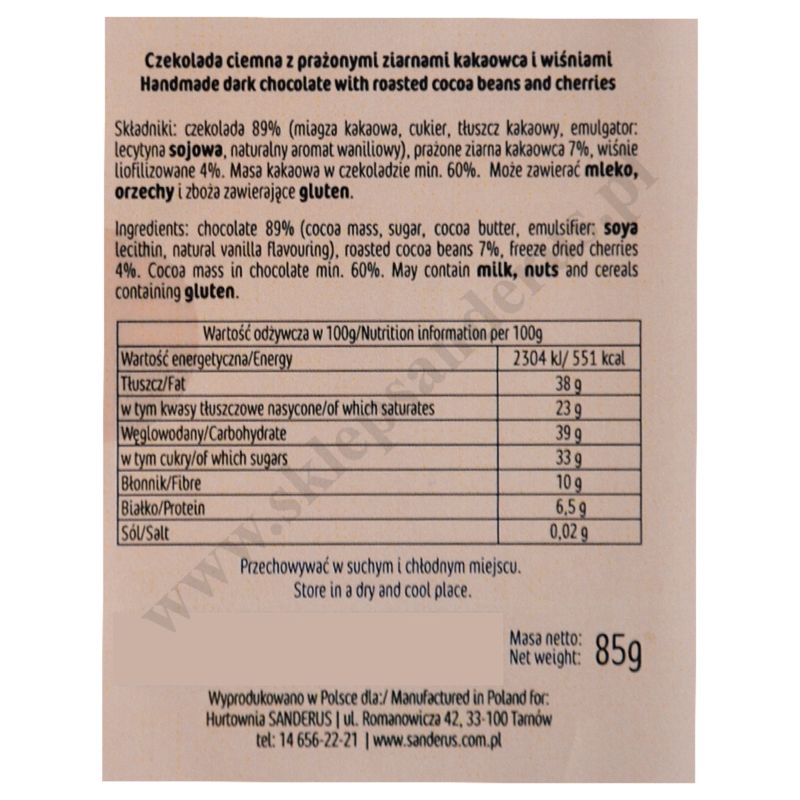 Czekolada ciemna z prażonymi ziarnami kakaowca i wiśniami
Handmade dark chocolate with roasted cocoa beans and cherries
Składniki: czekolada 89% (miagza kakaowa, cukier, tłuszcz kakaowy, emulgator:
lecytyna sojowa, naturalny aromat waniliowy), prażone ziarna kakaowca 7%, wiśnie
liofilizowane 4%. Masa kakaowa w czekoladzie min. 60%. Może zawierać mleko,
orzechy i zboża zawierające gluten.
Ingredients: chocolate 89% (cocoa mass, sugar, cocoa butter, emulsifier: soya
lecithin, natural vanilla flavouring), roasted cocoa beans 7%, freeze dried cherries
4%. Cocoa mass in chocolate min. 60%. May contain milk, nuts and cereals
containing gluten.
Wartość odżywcza w 100g/Nutrition information per 100g
Wartość energetyczna/Energy 2304 kJ/ 551 kcal
Tłuszcz/Fat 38 g
w tym kwasy tłuszczowe nasycone/of which saturates 23 g
Węglowodany/Carbohydrate 39 g
w tym cukry/of which sugars 33 g
Błonnik/Fibre 10 g
Białko/Protein 6,5 g
Sól/Salt 0,02 g
Przechowywać w suchym i chłodnym miejscu.
Store in a dry and cool place.
Masa netto:
Net weight: 85g
Wyprodukowano w Polsce dla:/ Manufactured in Poland for:
Hurtownia SANDERUS | ul. Romanowicza 42, 33-100 Tarnów
tel: 14 656-22-21 | www.sanderus.com.pl
www.sklepsanderus.pl